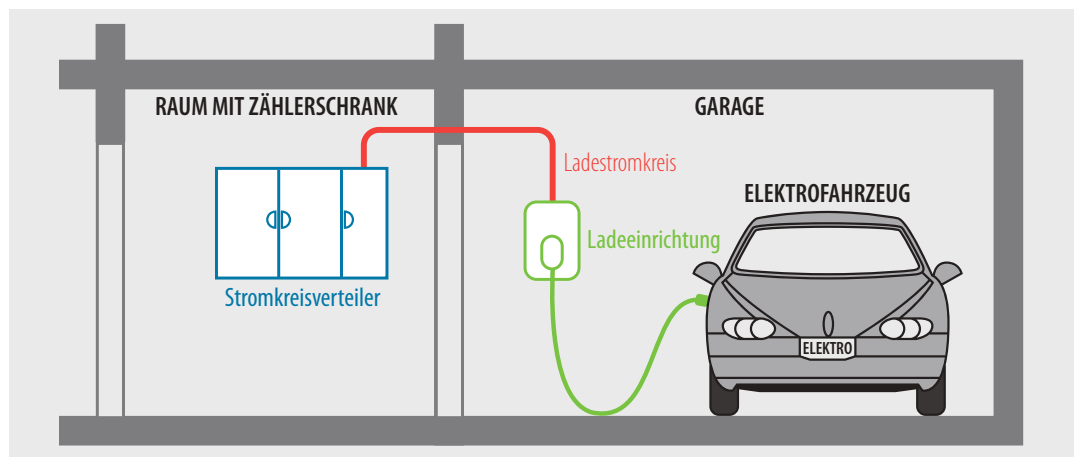 RAUM MIT ZÄHLERSCHRANK
GARAGE
Ladestromkreis
ELEKTROFAHRZEUG
Ladeeinrichtung
Stromkreisverteiler
ELEKTRO